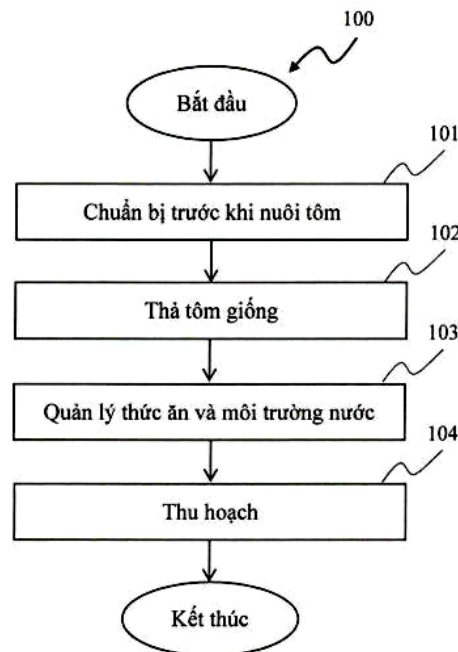 100
Bắt đầu
101
Chuẩn bị trước khi nuôi tôm
102
Thả tôm giống
103
Quản lý thức ăn và môi trường nước
104
Thu hoạch
Kết thúc